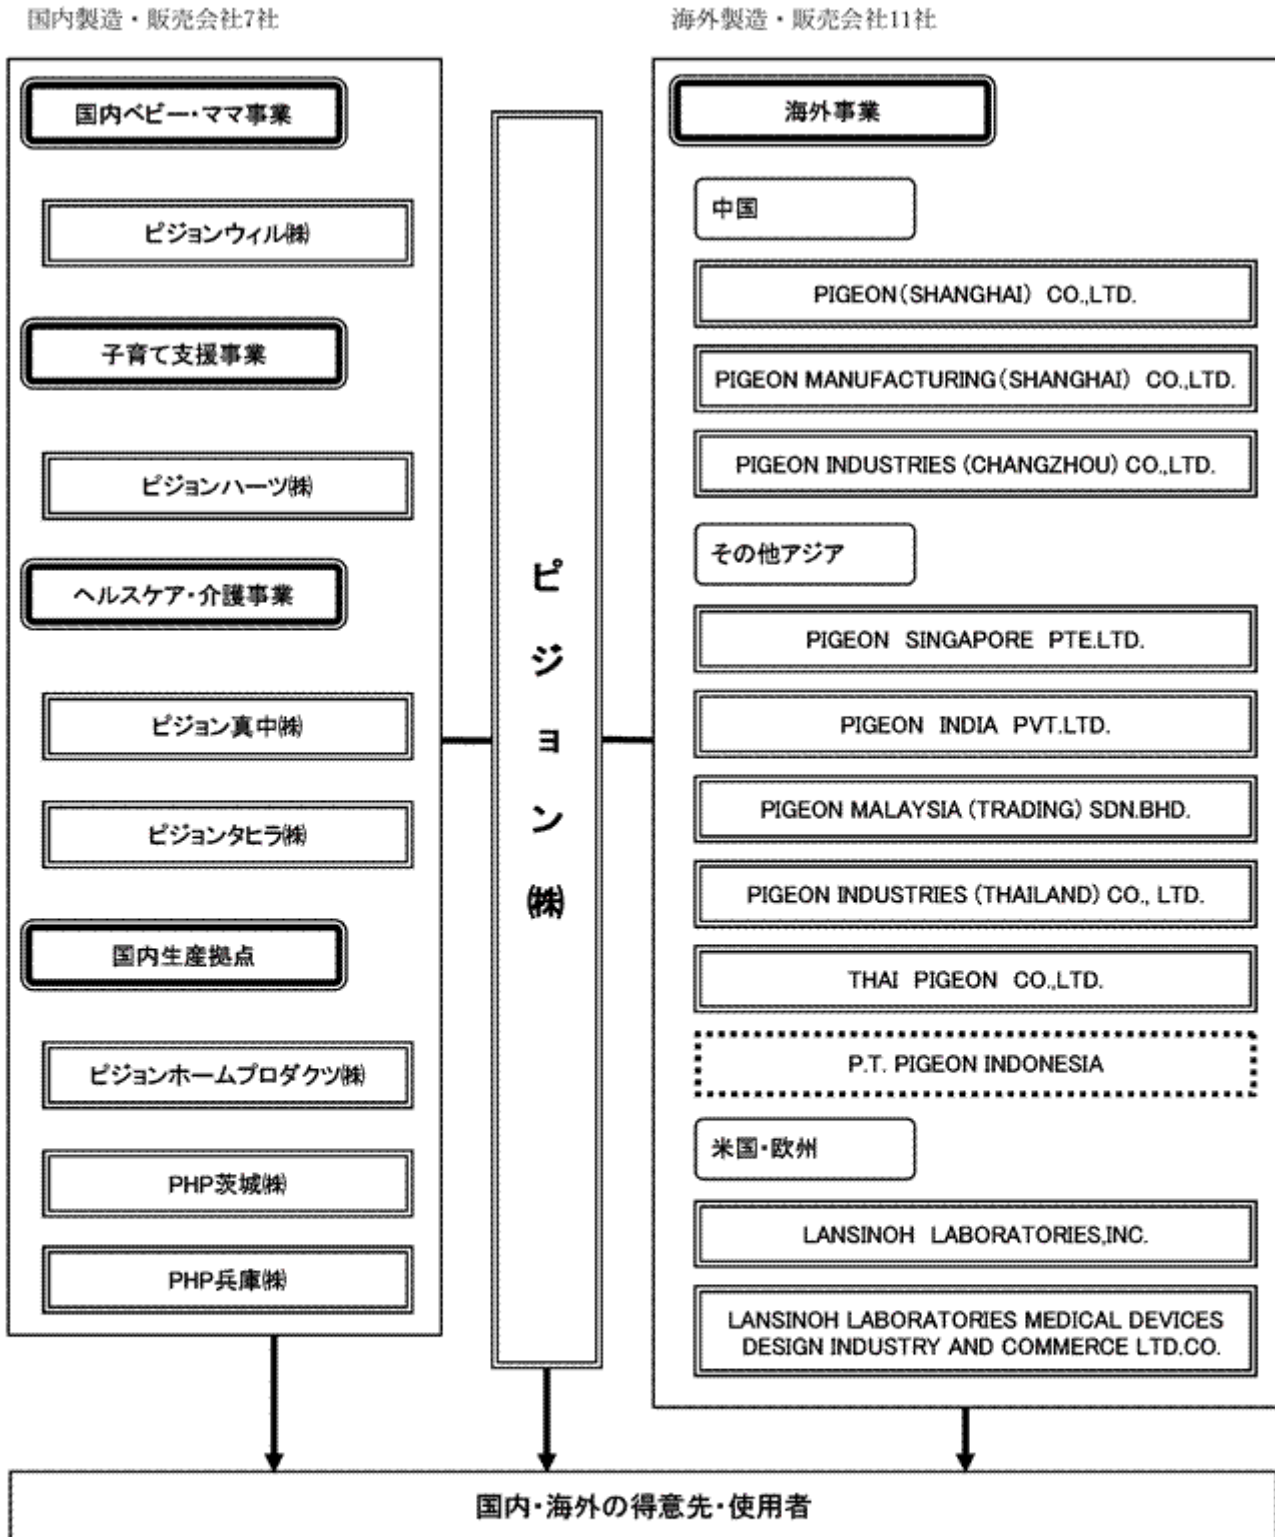 国内製造・販売会社7社
国内ベビー・ママ事業
ピジョンウィル㈱
子育て支援事業
ピジョンハーツ㈱
ヘルスケア・介護事業
ピジョン真中㈱
ピジョンタヒラ㈱
国内生産拠点
ピジョンホームプロダクツ㈱
PHP茨城㈱
PHP兵庫㈱
ピジョン㈱
海外製造・販売会社11社
海外事業
中国
PIGEON(SHANGHAI) CO.,LTD.
PIGEON MANUFACTURING(SHANGHAI) CO.,LTD.
PIGEON INDUSTRIES (CHANGZHOU) CO.,LTD.
その他アジア
PIGEON SINGAPORE PTE.LTD.
PIGEON INDIA PVT.LTD.
PIGEON MALAYSIA (TRADING) SDN.BHD.
PIGEON INDUSTRIES (THAILAND) CO., LTD.
THAI PIGEON CO.,LTD.
P.T. PIGEON INDONESIA
米国・欧州
LANSINOH LABORATORIES,INC.
LANSINOH LABORATORIES MEDICAL DEVICES
DESIGN INDUSTRY AND COMMERCE LTD.CO.
国内・海外の得意先・使用者